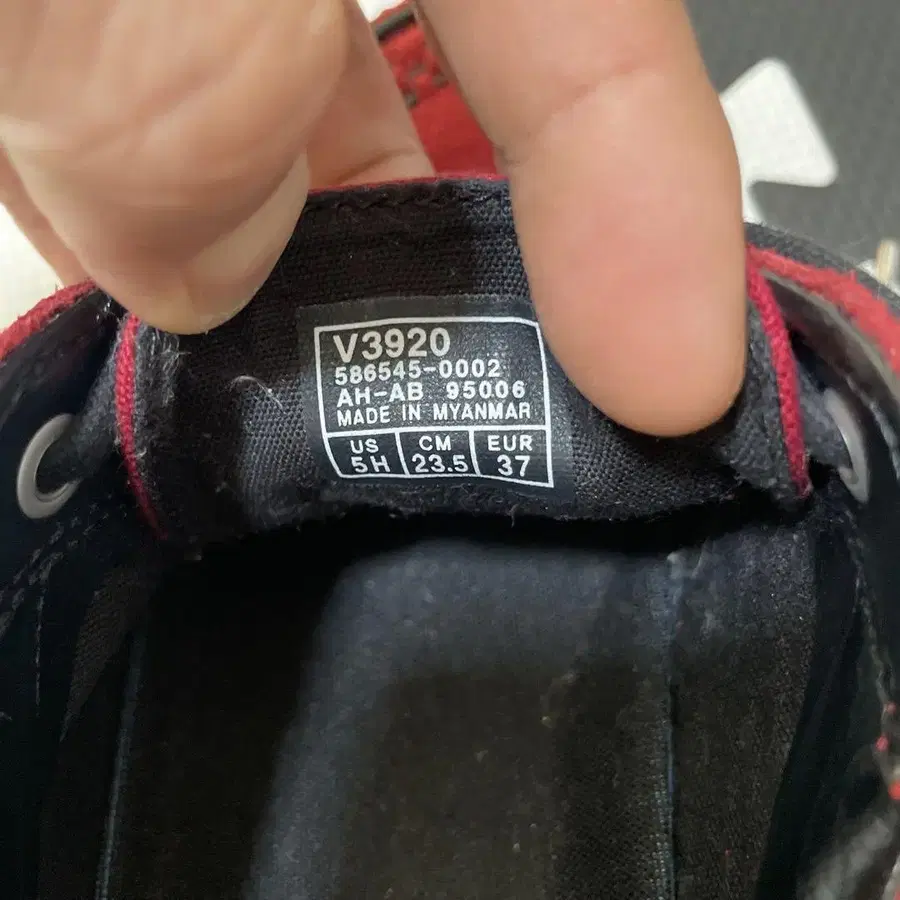 V3920
586545-0002
AH-AB 95006
MADE IN MYANMAR
US CM EUR
5H 23.5 37